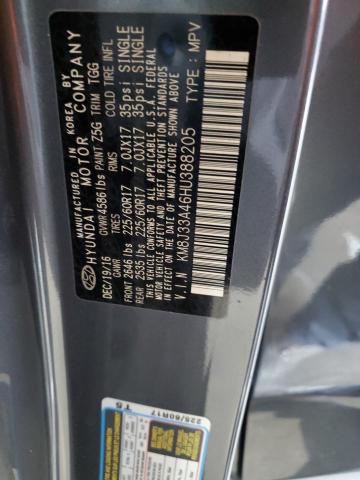 MANUFACTURED IN KOREA BY
HYUNDAI MOTOR COMPANY
DEC/19/16 GVWR 4586 lbs PAINT Z5G TRIM TGG
GAWR TIRES RIMS COLD TIRE INFL
FRONT 2646 lbs 225/60R17 7.0JX17 35psi SINGLE
REAR 2535 lbs 225/60R17 7.0JX17 35psi SINGLE
THIS VEHICLE CONFORMS TO ALL APPLICABLE U.S.A. FEDERAL
MOTOR VEHICLE SAFETY BUMPER, AND THEFT PREVENTION STANDARDS
IN EFFECT ON THE DATE OF MANUFACTURE SHOWN ABOVE
V.I.N KM8J33A46HU388205 TYPE : MPV
T5
225/60R17